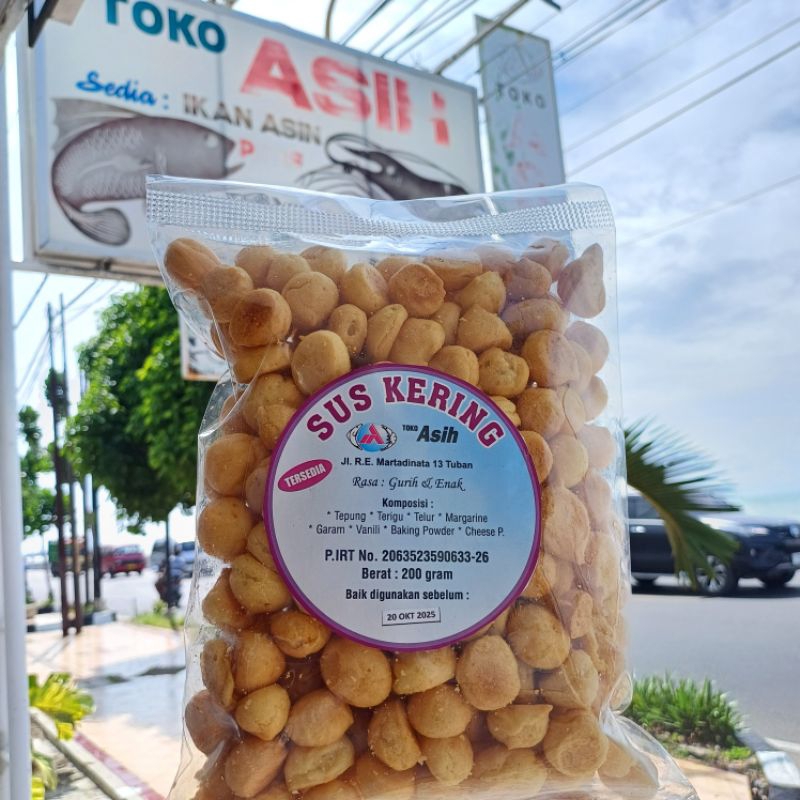 TOKO ASIH
Sedia : IKAN ASIN
TOKO
SUS KERING
TOKO Asih
Jl. R.E. Martadinata 13 Tuban
TERSEDIA
Rasa : Gurih & Enak
Komposisi :
* Tepung * Terigu * Telur * Margarine
* Garam * Vanili * Baking Powder * Cheese P.
P.IRT No. 2063523590633-26
Berat : 200 gram
Baik digunakan sebelum :
20 OKT 2025